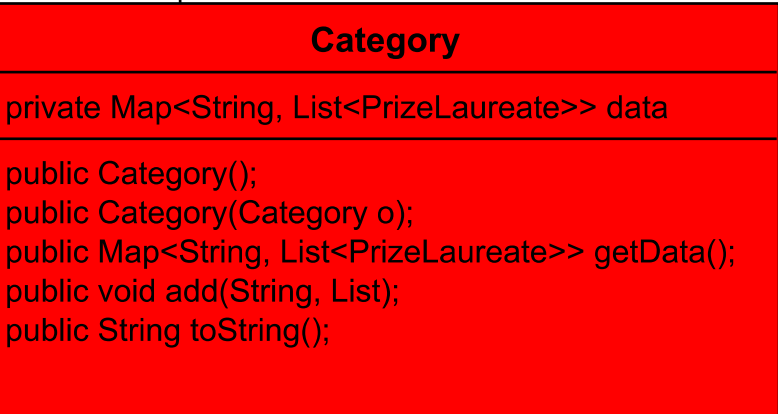 Category
private Map<String, List<PrizeLaureate>> data
public Category();
public Category(Category o);
public Map<String, List<PrizeLaureate>> getData();
public void add(String, List);
public String toString();